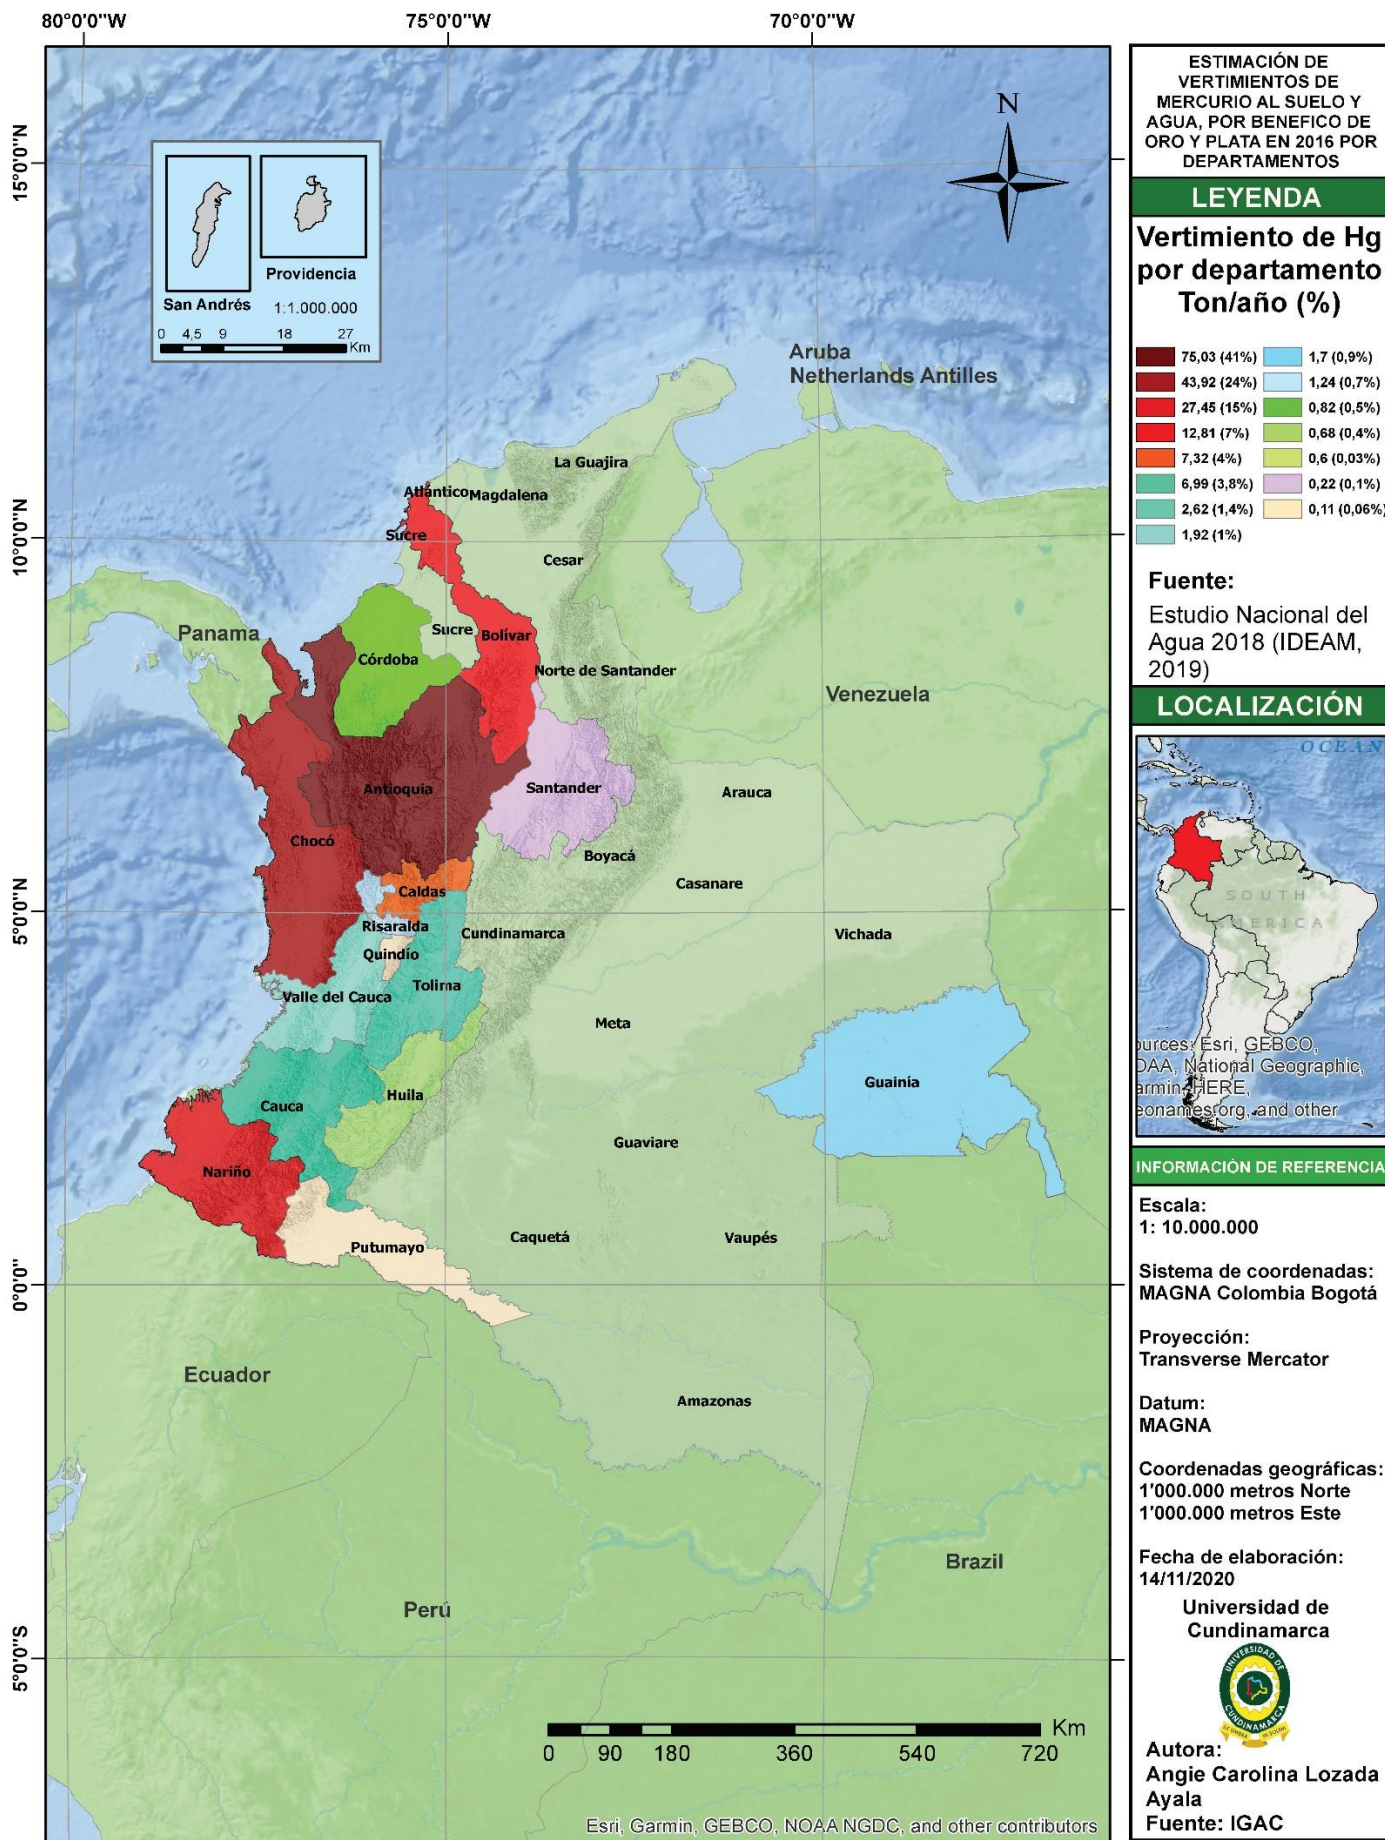 80°0'0"W
75°0'0"W
70°0'0"W
15°0'0"N
10°0'0"N
5°0'0"N
0°0'0"
5°0'0"S
N
San Andrés
Providencia
1:1.000.000
0 4,5 9 18 27
Km
Aruba
Netherlands Antilles
La Guajira
Atlántico
Magdalena
Sucre
Cesar
Panama
Sucre
Bolívar
Córdoba
Norte de Santander
Venezuela
Antioquia
Santander
Arauca
Chocó
Boyacá
Caldas
Casanare
Risaralda
Cundinamarca
Vichada
Quindío
Tolima
Valle del Cauca
Meta
Guainía
Huila
Cauca
Guaviare
Nariño
Caquetá
Vaupés
Putumayo
Ecuador
Amazonas
Brazil
Perú
Km
0 90 180 360 540 720
Esri, Garmin, GEBCO, NOAA NGDC, and other contributors
ESTIMACIÓN DE
VERTIMIENTOS DE
MERCURIO AL SUELO Y
AGUA, POR BENEFICO DE
ORO Y PLATA EN 2016 POR
DEPARTAMENTOS
LEYENDA
Vertimiento de Hg
por departamento
Ton/año (%)
75,03 (41%)
43,92 (24%)
27,45 (15%)
12,81 (7%)
7,32 (4%)
6,99 (3,8%)
2,62 (1,4%)
1,92 (1%)
1,7 (0,9%)
1,24 (0,7%)
0,82 (0,5%)
0,68 (0,4%)
0,6 (0,03%)
0,22 (0,1%)
0,11 (0,06%)
Fuente:
Estudio Nacional del
Agua 2018 (IDEAM,
2019)
LOCALIZACIÓN
OCEAN
SOUTH
AMERICA
ources: Esri, GEBCO,
OAA, National Geographic,
armin, HERE,
eonames.org, and other
INFORMACIÓN DE REFERENCIA
Escala:
1: 10.000.000
Sistema de coordenadas:
MAGNA Colombia Bogotá
Proyección:
Transverse Mercator
Datum:
MAGNA
Coordenadas geográficas:
1'000.000 metros Norte
1'000.000 metros Este
Fecha de elaboración:
14/11/2020
Universidad de
Cundinamarca
UNIVERSIDAD DE
CUNDINAMARCA
Autora:
Angie Carolina Lozada
Ayala
Fuente: IGAC